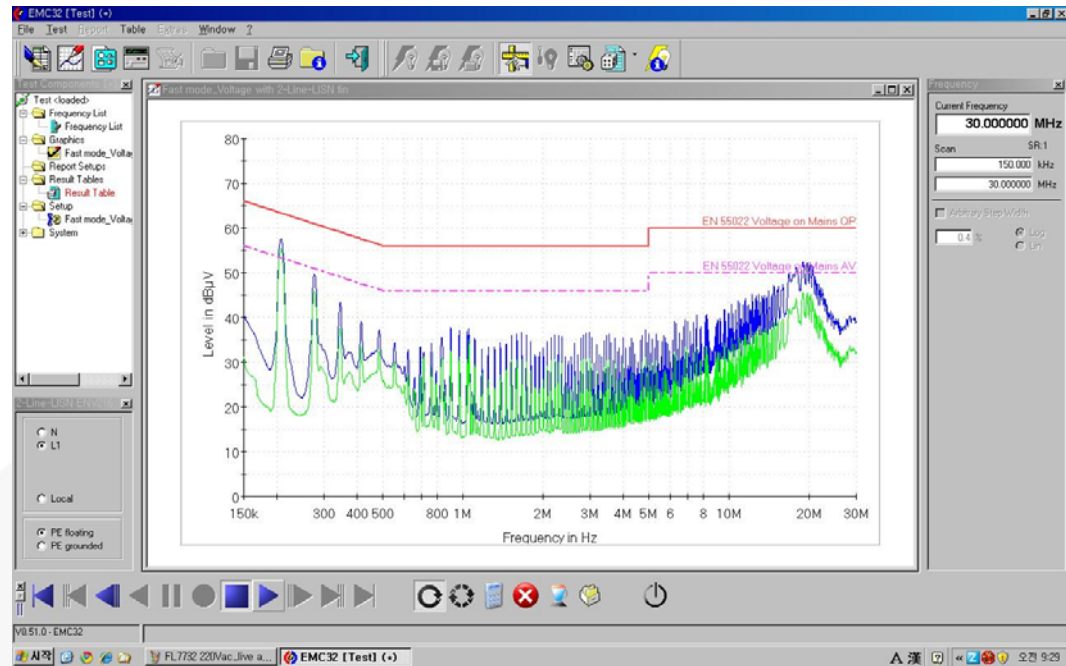 EMC32 [Test] (•)
File Test Report Table Extras Window ?
Test Components
Test <loaded>
Frequency List
Frequency List
Graphics
Fast mode_Volta
Report Setups
Result Tables
Result Table
Setup
Fast mode_Volta
System
2-Line-LISN ENV2
N
L1
Local
PE floating
PE grounded
Fast mode_Voltage with 2-Line-LISN fin
80
70
60
50
40
30
20
10
0
Level in dBµV
EN 55022 Voltage on Mains QP
EN 55022 Voltage on Mains AV
150k 300 400 500 800 1M 2M 3M 4M 5M 6 8 10M 20M 30M
Frequency in Hz
Frequency
Current Frequency
30.000000 MHz
Scan SR:1
150.000 kHz
30.000000 MHz
Arbitrary Step Width
0.4 %
Log
Lin
V8.51.0 - EMC32
시작
FL7732 220Vac_live a...
EMC32 [Test] (•)
A 漢
오전 9:29